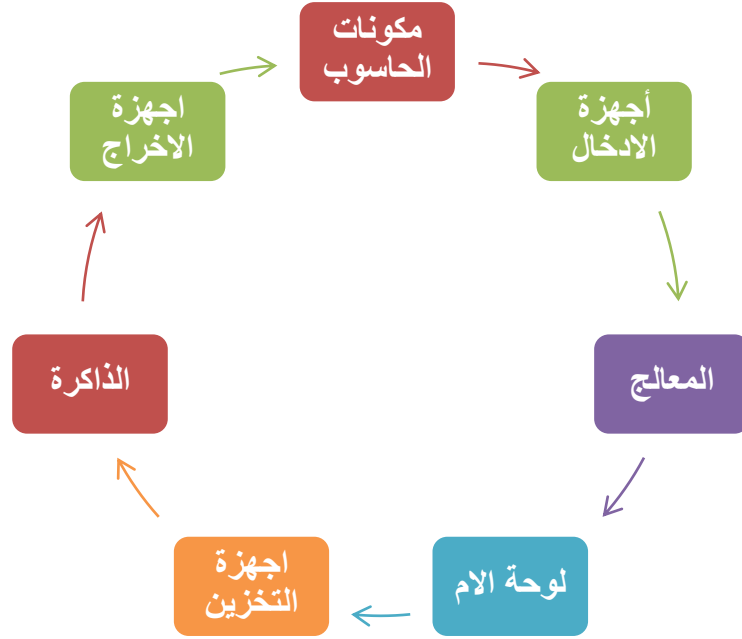 مكونات
الحاسوب
أجهزة
الادخال
المعالج
لوحة الام
اجهزة
التخزين
الذاكرة
اجهزة
الاخراج